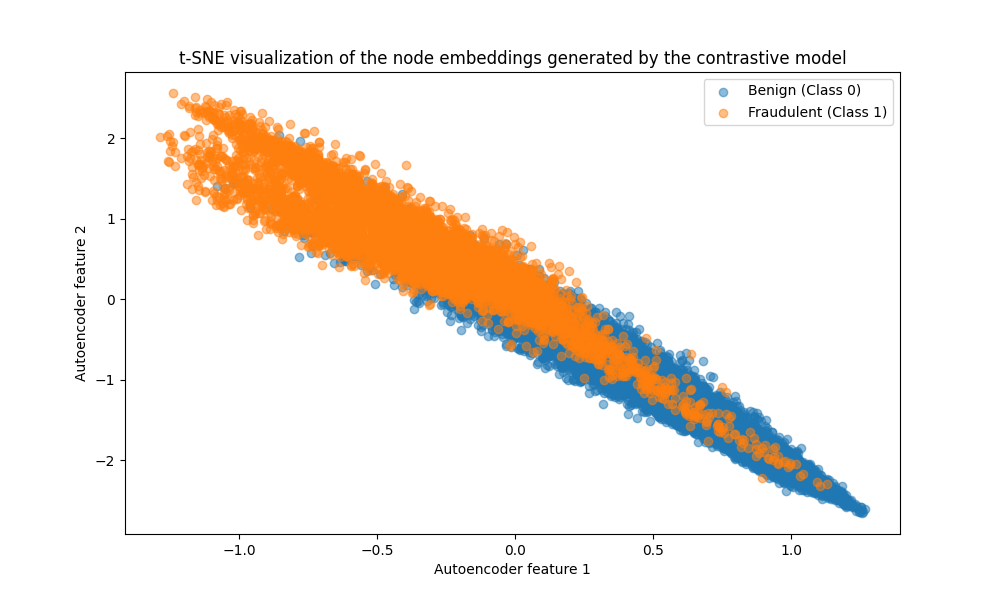 t-SNE visualization of the node embeddings generated by the contrastive model
Benign (Class 0)
Fraudulent (Class 1)
Autoencoder feature 2
2
1
0
−1
−2
−1.0 −0.5 0.0 0.5 1.0
Autoencoder feature 1